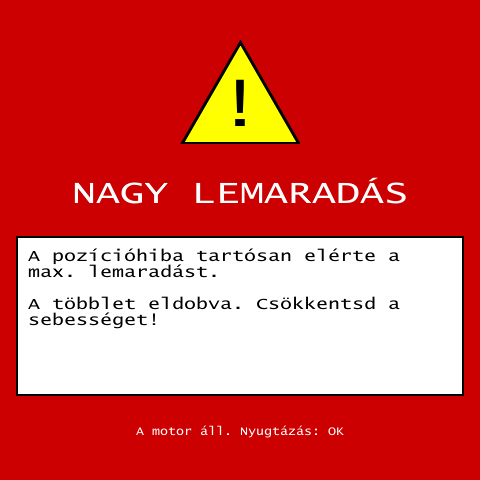 !
NAGY LEMARADÁS
A pozícióhiba tartósan elérte a
max. lemaradást.
A többlet eldobva. Csökkentsd a
sebességet!
A motor áll. Nyugtázás: OK